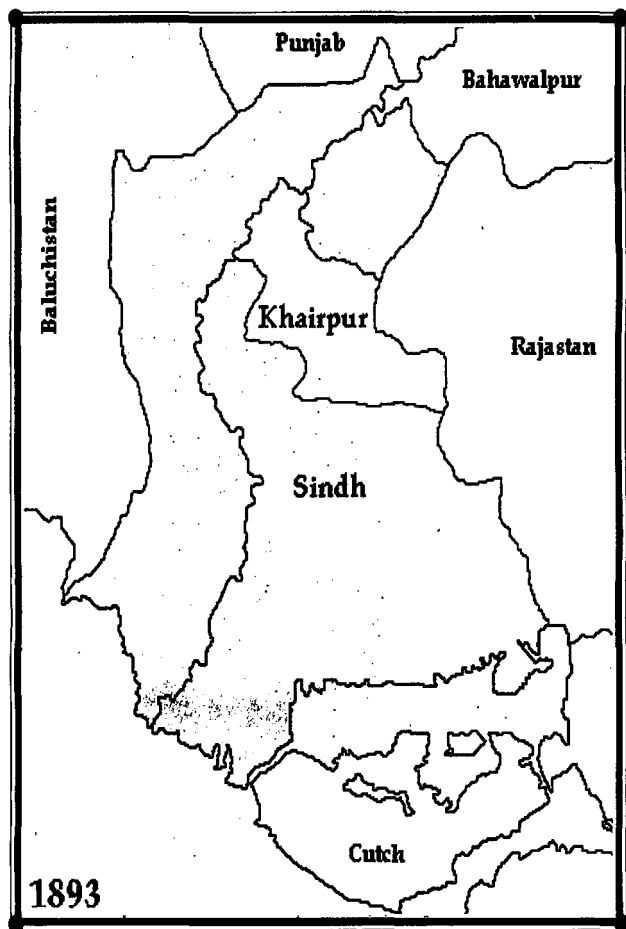 Punjab
Bahawalpur
Baluchistan
Khairpur
Rajastan
Sindh
Cutch
1893